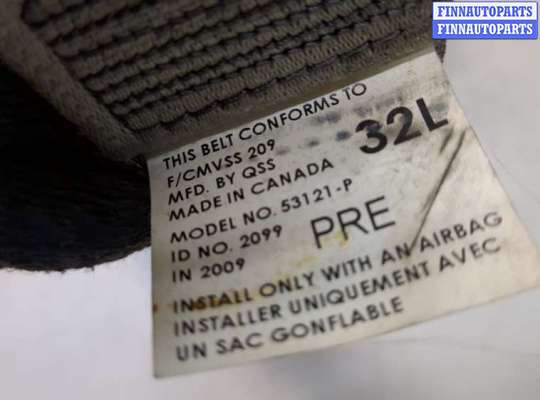 FINNAUTOPARTS
FINNAUTOPARTS
THIS BELT CONFORMS TO
F/CMVSS 209
32L
MFD. BY QSS
MADE IN CANADA
MODEL NO. 53121-P
ID NO. 2099
PRE
IN 2009
INSTALL ONLY WITH AN AIRBAG
INSTALLER UNIQUEMENT AVEC
UN SAC GONFLABLE